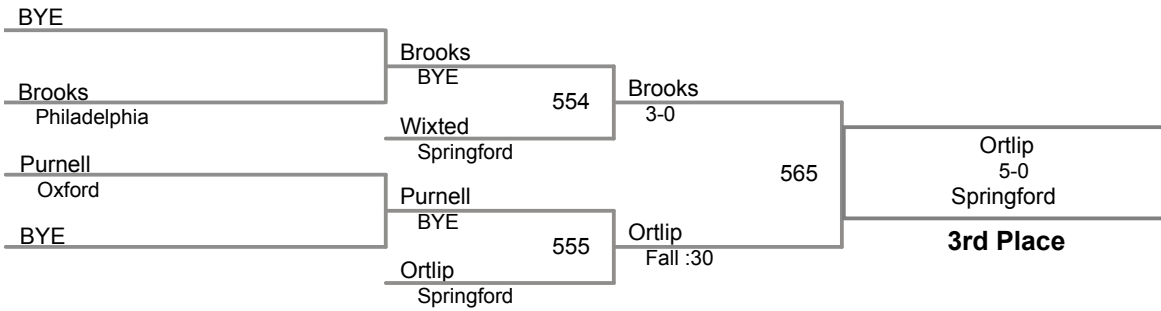 BYE
Brooks
Philadelphia
Purnell
Oxford
BYE
Brooks
BYE
554
Wixted
Springford
Purnell
BYE
555
Ortlip
Springford
Brooks
3-0
565
Ortlip
Fall :30
Ortlip
5-0
Springford
3rd Place